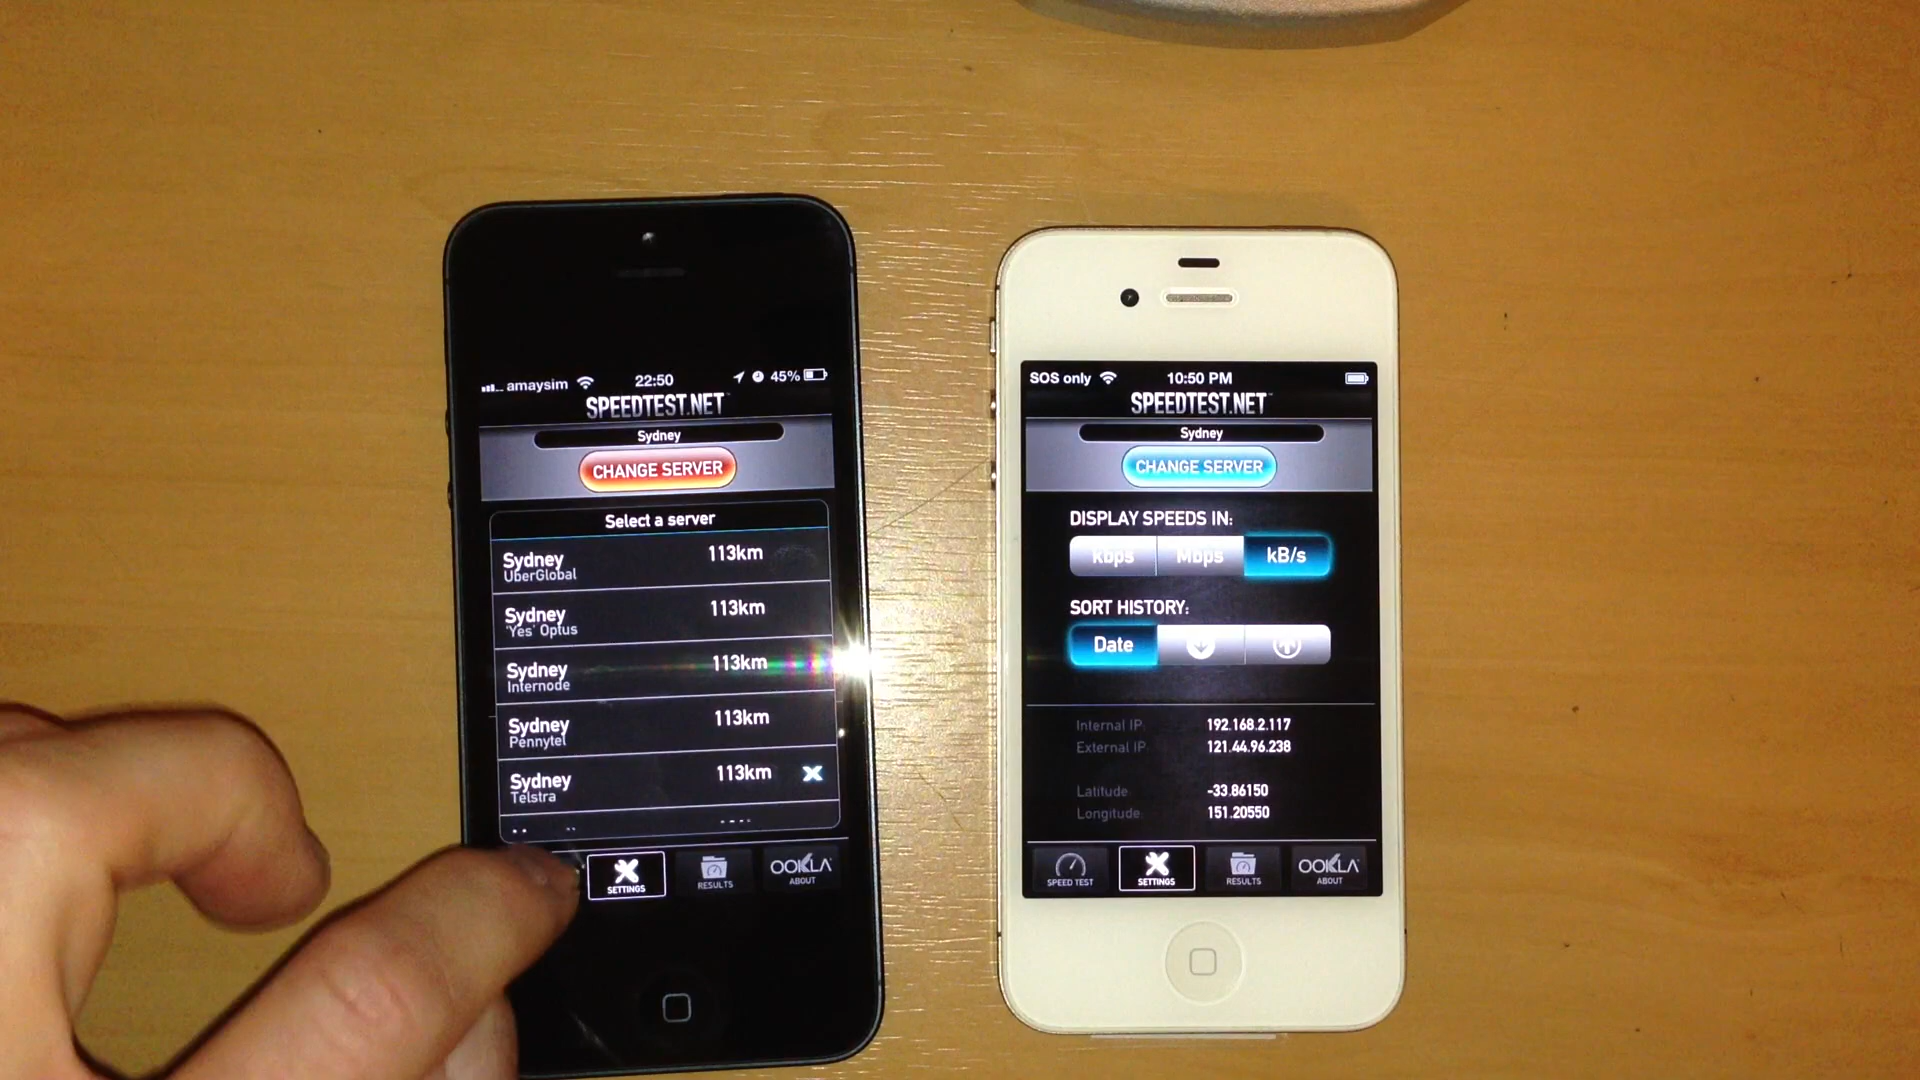 amaysim 22:50 45%
SPEEDTEST.NET
Sydney
CHANGE SERVER
Select a server
Sydney 113km
UberGlobal
Sydney 113km
'Yes' Optus
Sydney 113km
Internode
Sydney 113km
Pennytel
Sydney 113km
Telstra
SETTINGS
RESULTS
OOKLA
ABOUT
SOS only 10:50 PM
SPEEDTEST.NET
Sydney
CHANGE SERVER
DISPLAY SPEEDS IN:
kbps Mbps kB/s
SORT HISTORY:
Date
Internal IP: 192.168.2.117
External IP: 121.44.96.238
Latitude: -33.86150
Longitude: 151.20550
SPEED TEST
SETTINGS
RESULTS
OOKLA
ABOUT